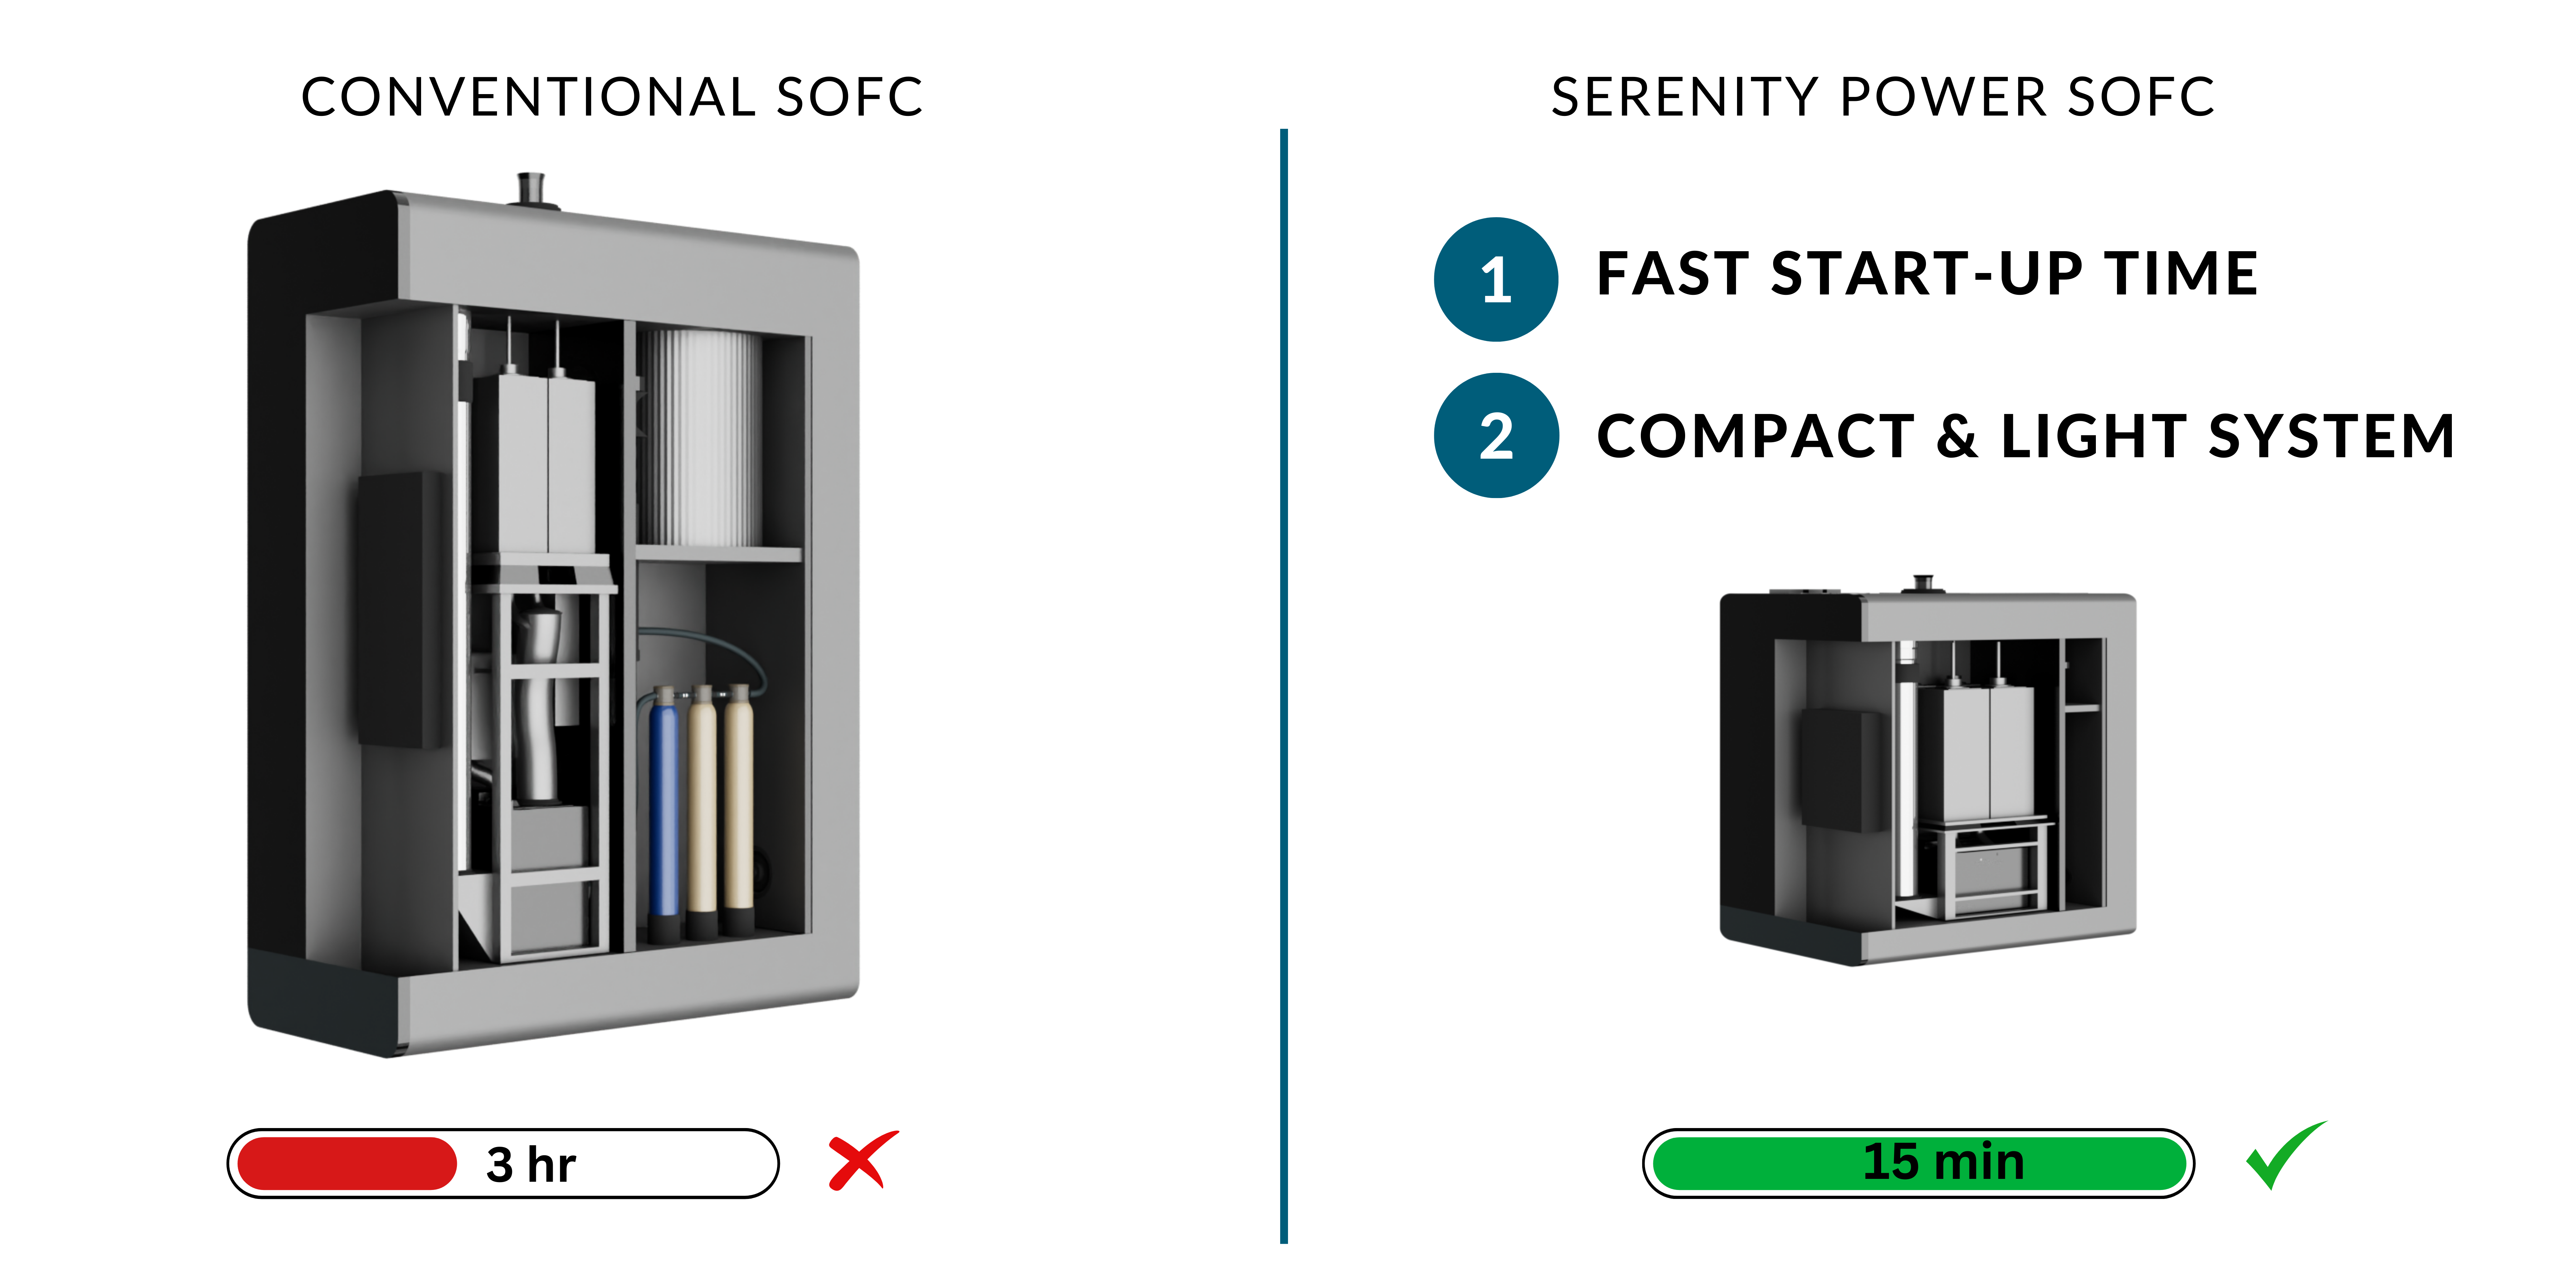 CONVENTIONAL SOFC
3 hr
SERENITY POWER SOFC
1 FAST START-UP TIME
2 COMPACT & LIGHT SYSTEM
15 min